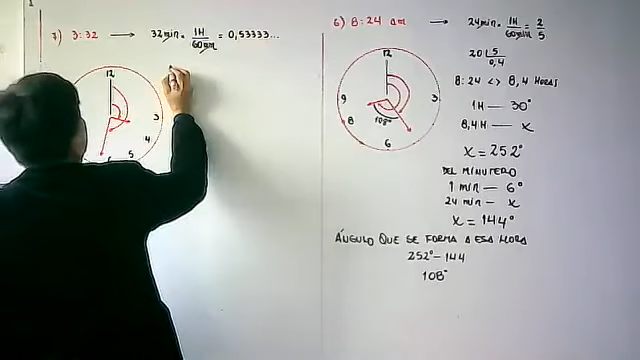 1
7) 3:32 → 32min. 1H/60min = 0,53333...
12
3
4
5
6) 8:24 am → 24min. 1H/60min = 2/5
12
9
3
8
6
108°
20 5
0,4
8:24 <> 8,4 HORAS
1H — 30°
8,4H — x
x = 252°
DEL MINUTERO
1 min — 6°
24 min — x
x = 144°
ÁNGULO QUE SE FORMA A ESA HORA
252° - 144
108°